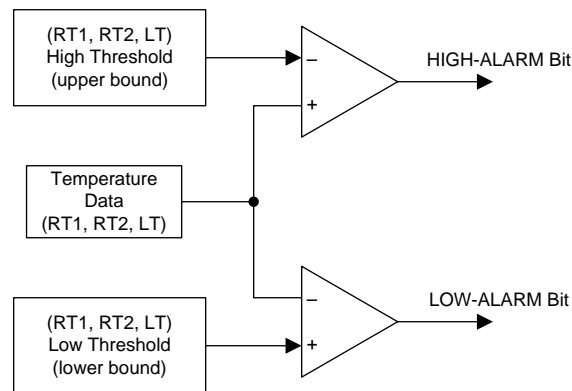 (RT1, RT2, LT)
High Threshold
(upper bound)
–
+
HIGH-ALARM Bit
Temperature
Data
(RT1, RT2, LT)
(RT1, RT2, LT)
Low Threshold
(lower bound)
–
+
LOW-ALARM Bit